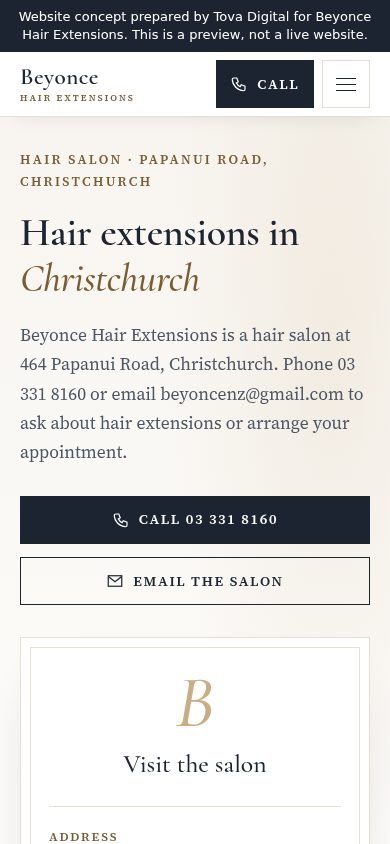 Website concept prepared by Tova Digital for Beyonce
Hair Extensions. This is a preview, not a live website.
Beyonce
HAIR EXTENSIONS
CALL
HAIR SALON · PAPANUI ROAD,
CHRISTCHURCH
Hair extensions in
Christchurch
Beyonce Hair Extensions is a hair salon at
464 Papanui Road, Christchurch. Phone 03
331 8160 or email beyoncenz@gmail.com to
ask about hair extensions or arrange your
appointment.
CALL 03 331 8160
EMAIL THE SALON
B
Visit the salon
ADDRESS